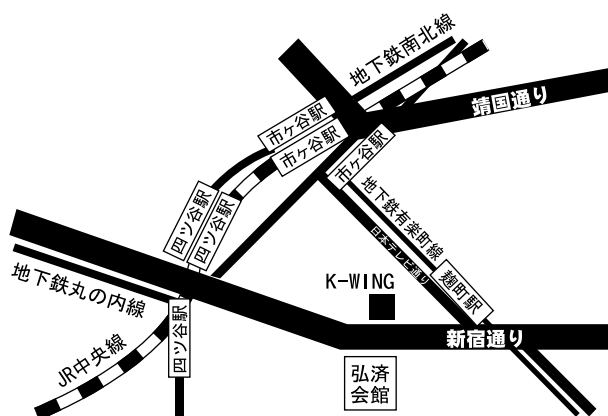 地下鉄南北線
靖国通り
市ヶ谷駅
市ヶ谷駅
市ヶ谷駅
四ツ谷駅
四ツ谷駅
地下鉄有楽町線
日本テレビ通り
麹町駅
K-WING
地下鉄丸の内線
四ツ谷駅
新宿通り
JR中央線
弘済
会館